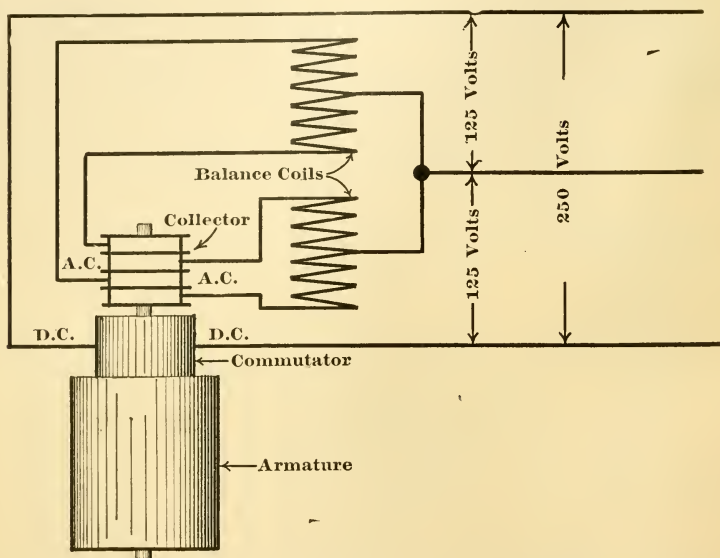 125 Volts
250 Volts
Balance Coils
Collector
A.C.
A.C.
125 Volts
D.C.
D.C.
Commutator
Armature